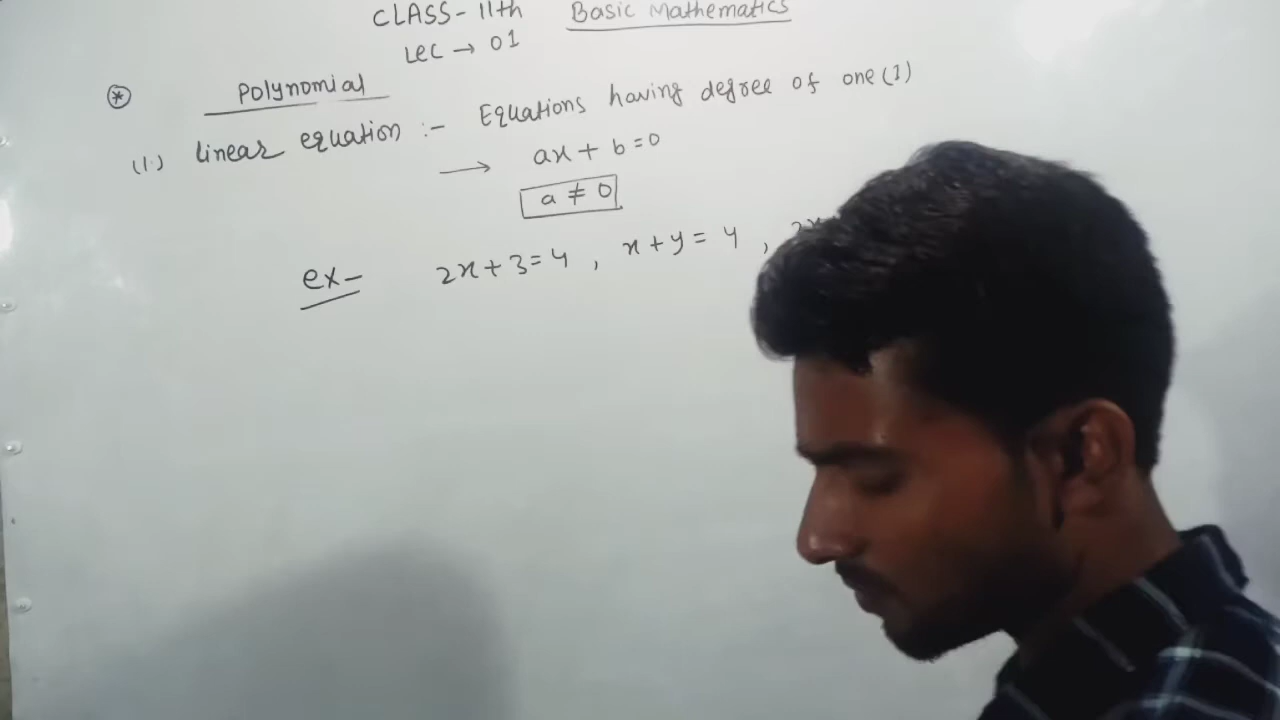 CLASS - 11th Basic Mathematics
Lec → 01
* Polynomial
(1.) Linear equation :- Equations having degree of one (1)
→ ax + b = 0
a ≠ 0
ex- 2x + 3 = 4 , x + y = 4 , 2x